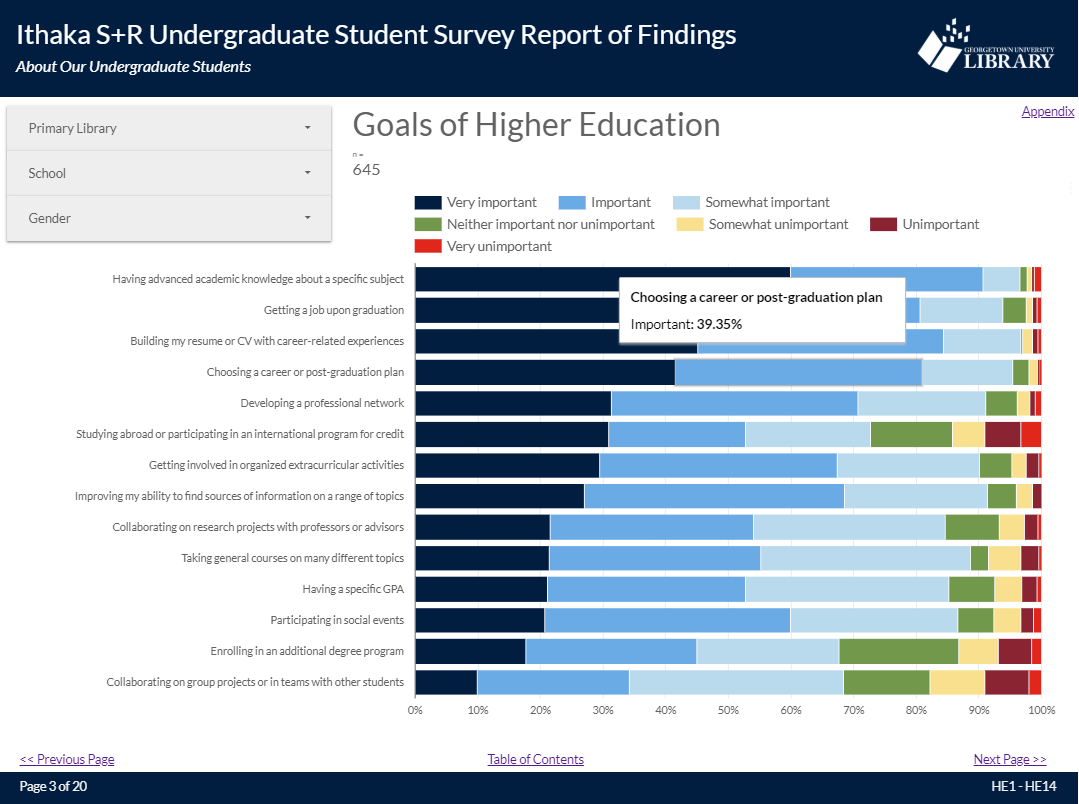 Ithaka S+R Undergraduate Student Survey Report of Findings
About Our Undergraduate Students
GEORGETOWN UNIVERSITY
LIBRARY
Appendix
Primary Library
School
Gender
Goals of Higher Education
n =
645
Very important Important Somewhat important
Neither important nor unimportant Somewhat unimportant Unimportant
Very unimportant
Having advanced academic knowledge about a specific subject
Getting a job upon graduation
Building my resume or CV with career-related experiences
Choosing a career or post-graduation plan
Developing a professional network
Studying abroad or participating in an international program for credit
Getting involved in organized extracurricular activities
Improving my ability to find sources of information on a range of topics
Collaborating on research projects with professors or advisors
Taking general courses on many different topics
Having a specific GPA
Participating in social events
Enrolling in an additional degree program
Collaborating on group projects or in teams with other students
Choosing a career or post-graduation plan
Important: 39.35%
0% 10% 20% 30% 40% 50% 60% 70% 80% 90% 100%
<< Previous Page Table of Contents Next Page >>
Page 3 of 20 HE1 - HE14